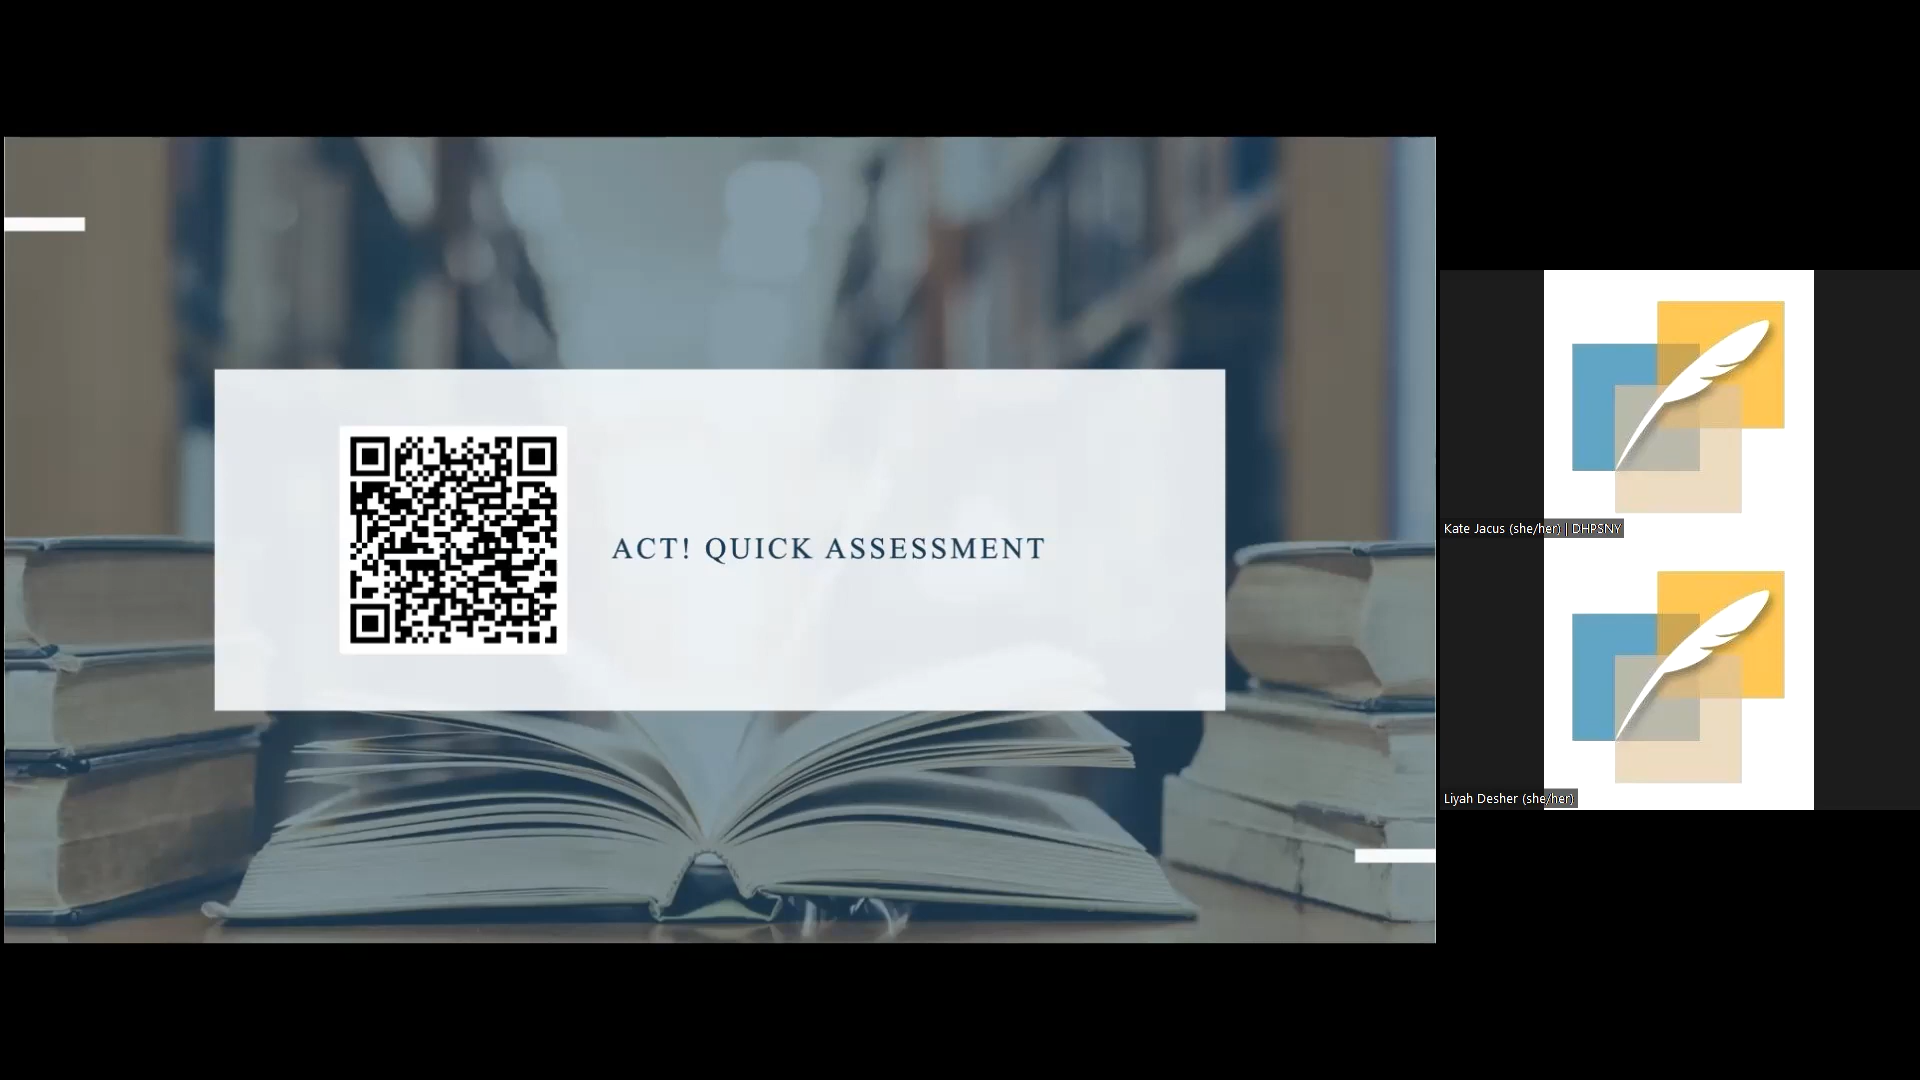 ACT! QUICK ASSESSMENT
Kate Jacus (she/her) | DHPSNY
Liyah Desher (she/her)